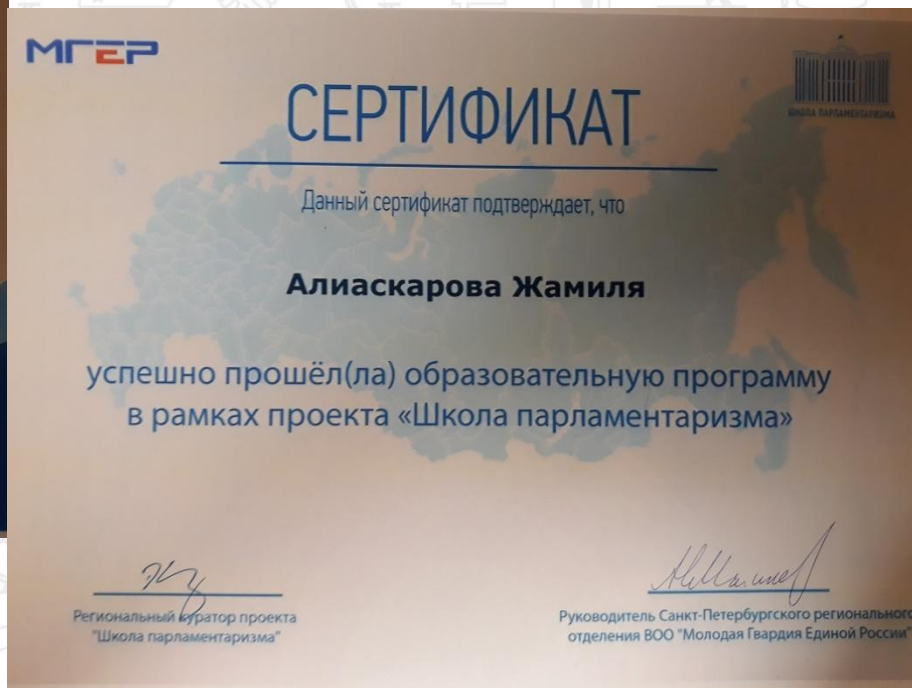 МГЕР
СЕРТИФИКАТ
ШКОЛА ПАРЛАМЕНТАРИЗМА
Данный сертификат подтверждает, что
Алиаскарова Жамиля
успешно прошёл(ла) образовательную программу
в рамках проекта «Школа парламентаризма»
Региональный куратор проекта
"Школа парламентаризма"
Руководитель Санкт-Петербургского регионального
отделения ВОО "Молодая Гвардия Единой России"